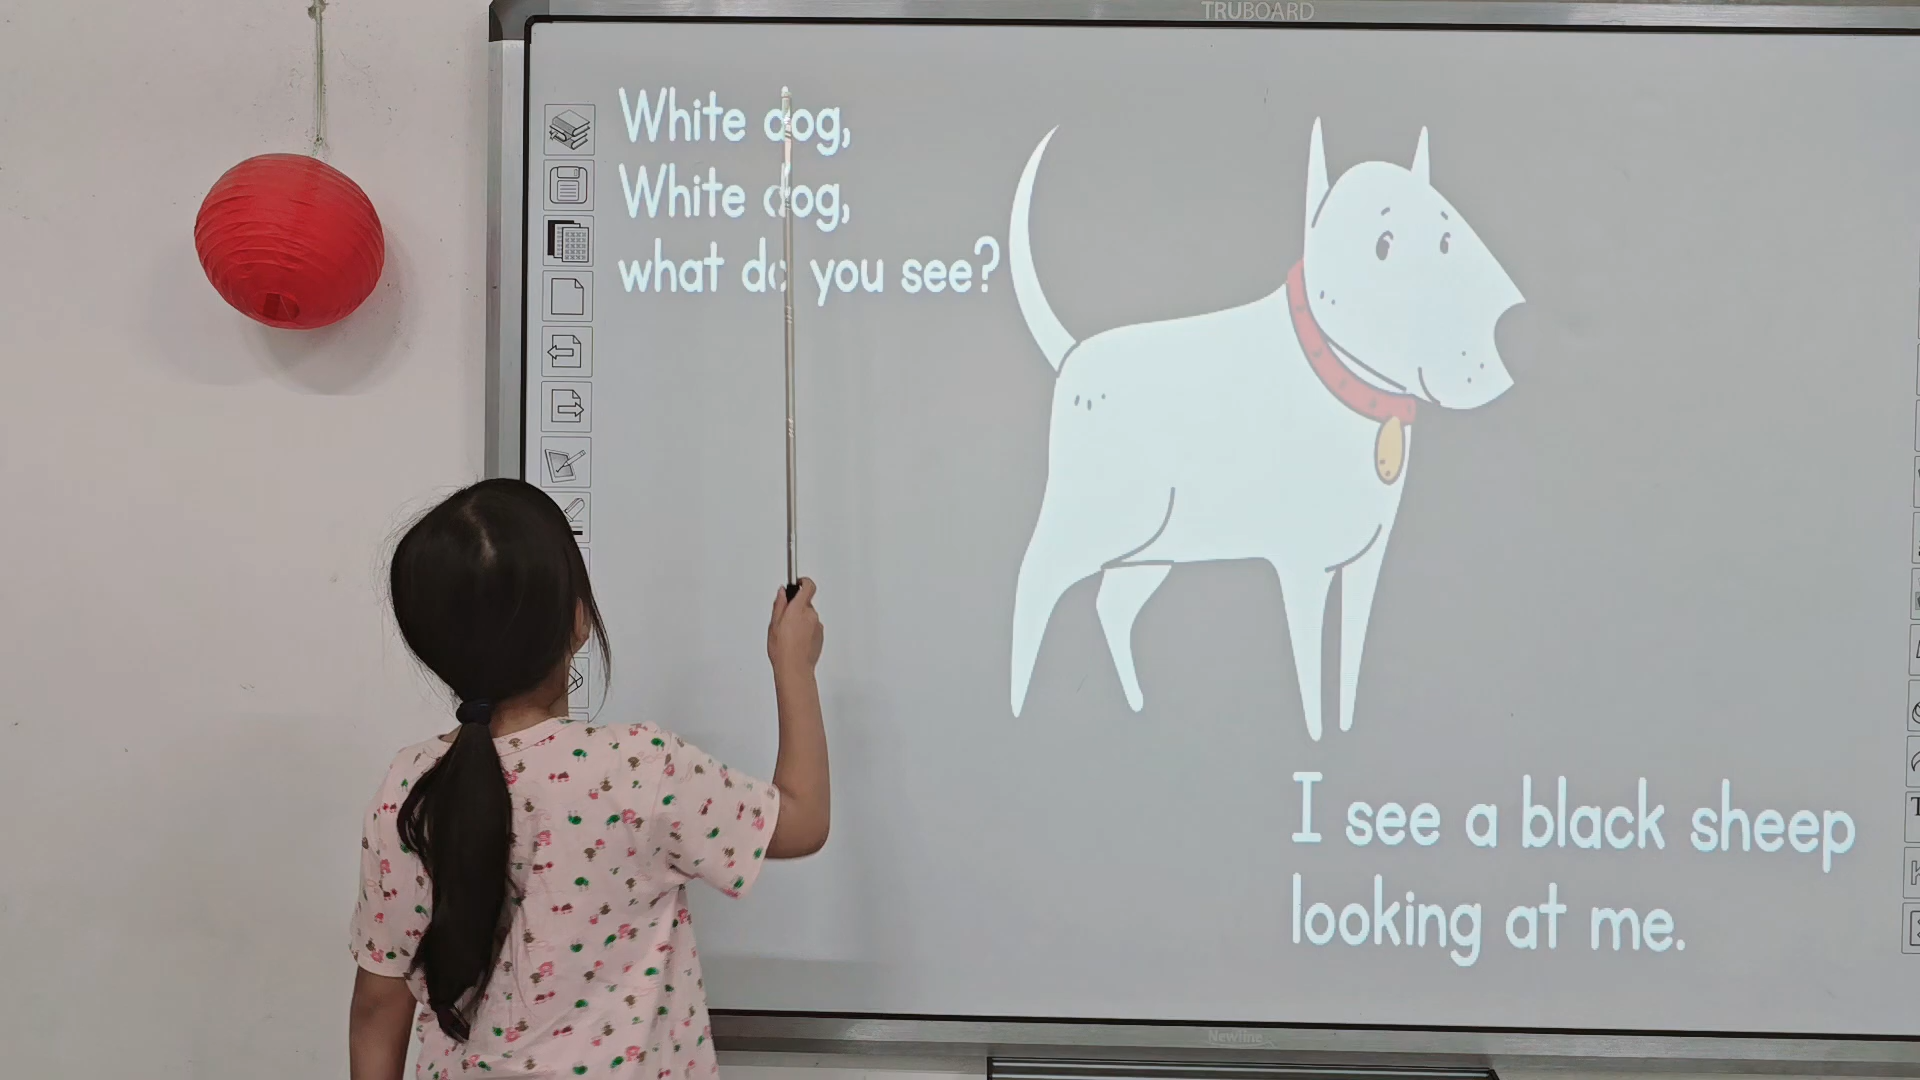 TRUBOARD
White dog,
White dog,
what do you see?
I see a black sheep
looking at me.
Newline